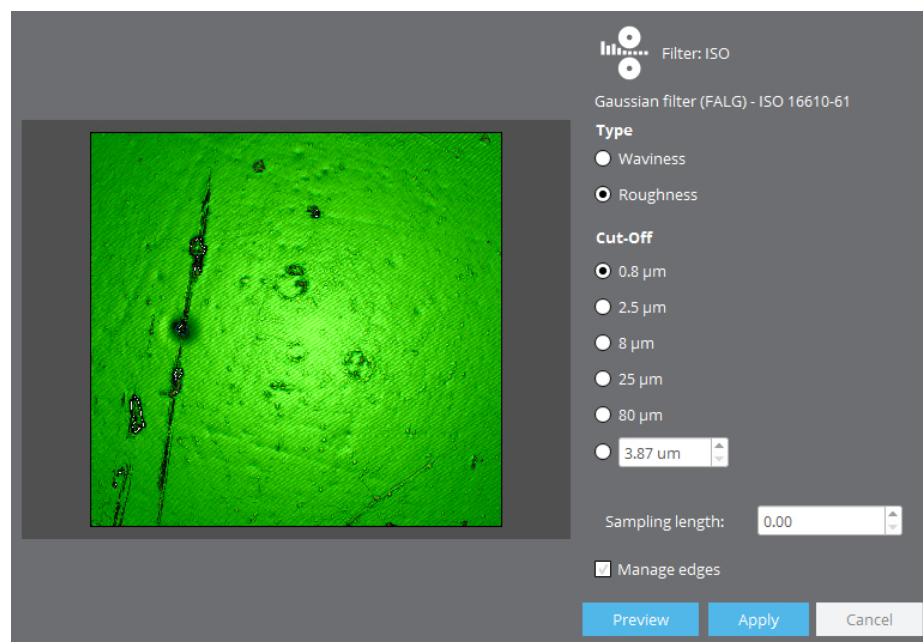 Filter: ISO
Gaussian filter (FALG) - ISO 16610-61
Type
Waviness
Roughness
Cut-Off
0.8 µm
2.5 µm
8 µm
25 µm
80 µm
3.87 um
Sampling length: 0.00
Manage edges
Preview Apply Cancel